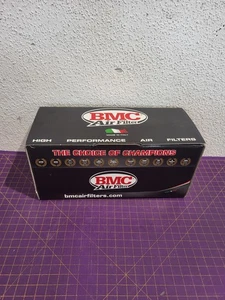 BMC
Air Filter
HIGH PERFORMANCE AIR FILTERS
THE CHOICE OF CHAMPIONS
BMC
Air Filter
bmcairfilters.com